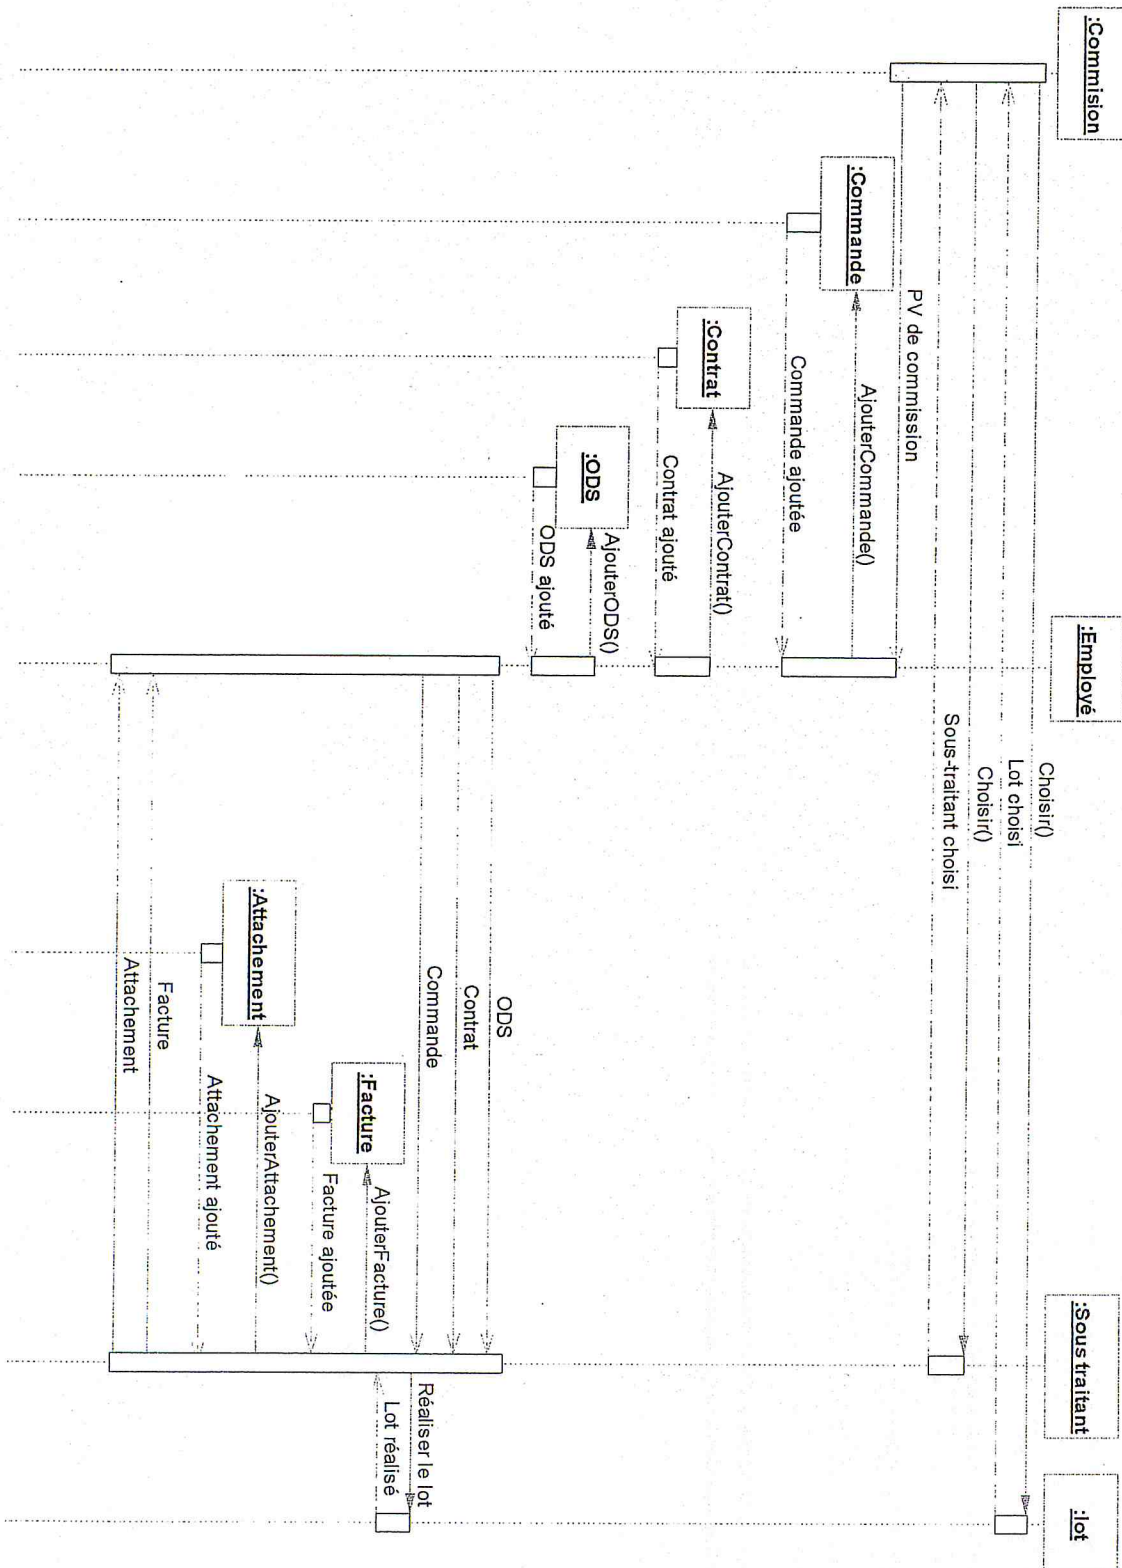 :Commision
:Employé
:Sous traitant
:lot
Choisir()
Lot choisi
Choisir()
Sous-traitant choisi
PV de commission
:Commande
AjouterCommande()
Commande ajoutée
:Contrat
AjouterContrat()
Contrat ajouté
:ODS
AjouterODS()
ODS ajouté
ODS
Contrat
Commande
Réaliser le lot
Lot réalisé
:Facture
AjouterFacture()
Facture ajoutée
:Attachement
AjouterAttachement()
Attachement ajouté
Facture
Attachement